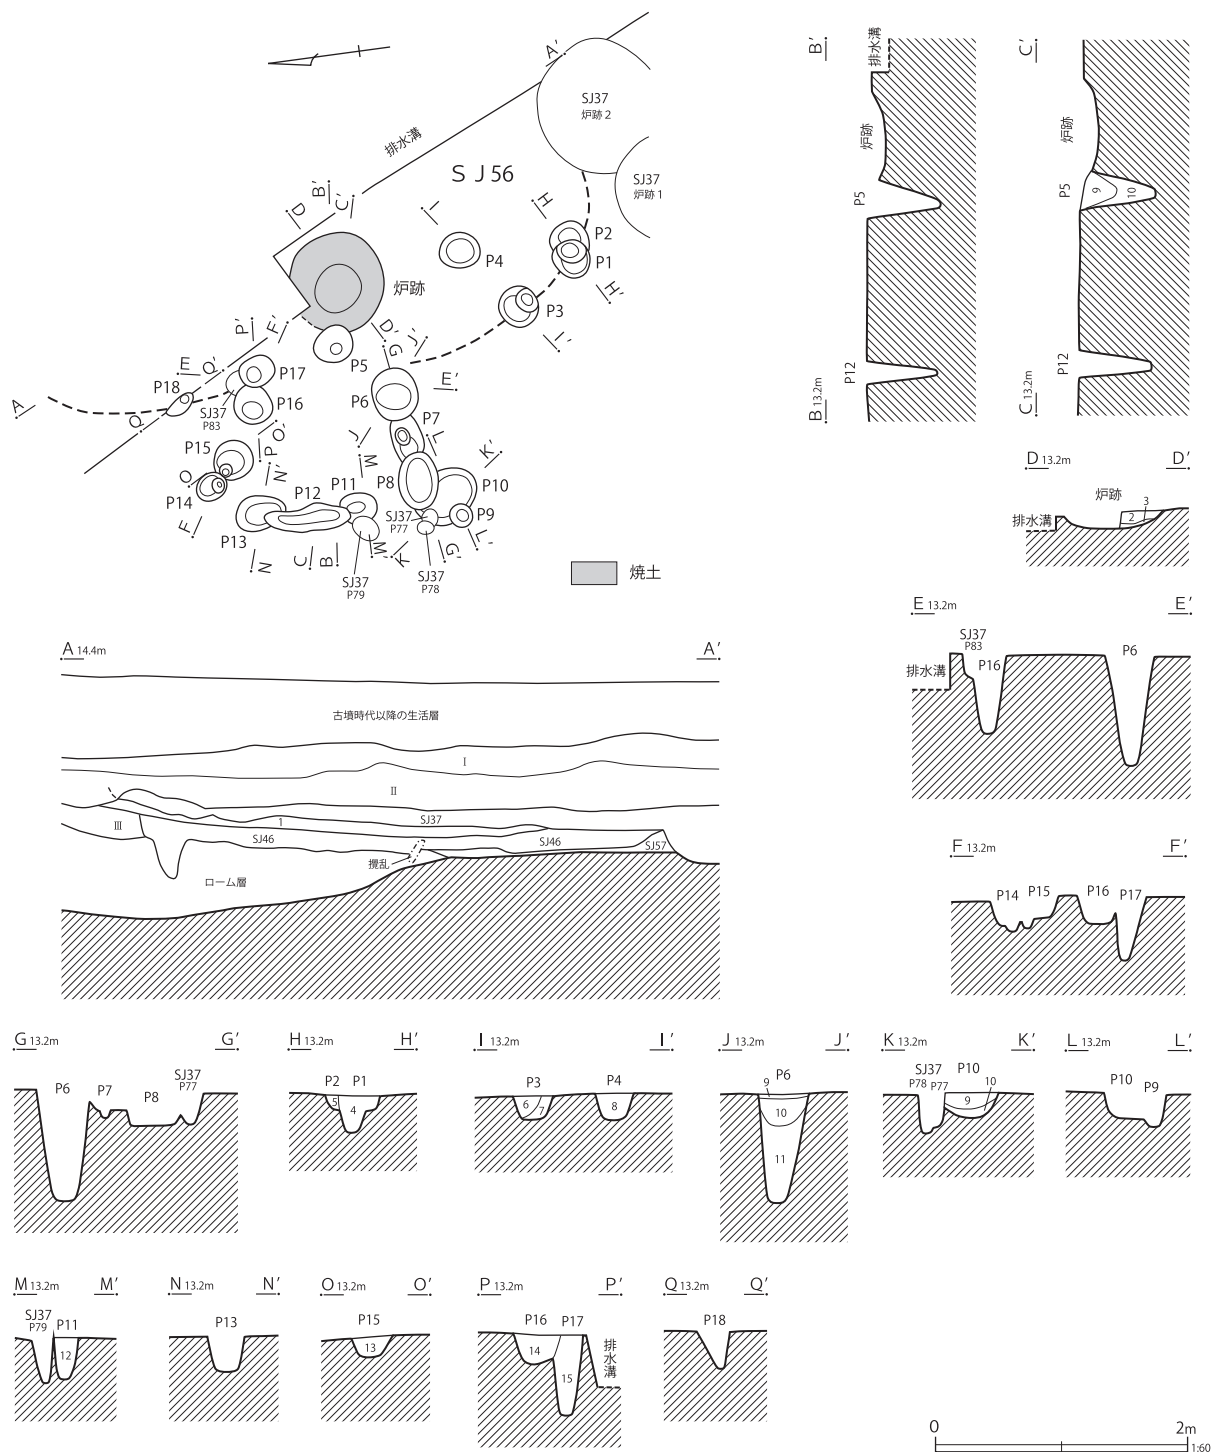 A'
SJ37
炉跡 2
排水溝
S J 56
SJ37
炉跡 1
B'
C'
D
I
H
P2
P4
P1
炉跡
P3
H'
I'
P'
F'
D'
J'
G
P5
E
Q'
E'
P18
P17
P6
A
SJ37
P83
P16
P7
Q
O'
J
L
K'
P15
P
M
O
N'
P11
P8
P10
P14
P12
SJ37
P77
P9
F
P13
C
B
M'
K
G'
L'
N
SJ37
P79
SJ37
P78
焼土
B'
排水溝
炉跡
P5
P12
B 13.2m
C'
炉跡
P5
9
10
P12
C 13.2m
D 13.2m
D'
炉跡
3
2
排水溝
E 13.2m
E'
SJ37
P83
P16
P6
排水溝
F 13.2m
F'
P14
P15
P16
P17
A 14.4m
A'
古墳時代以降の生活層
Ⅰ
Ⅱ
Ⅲ
1
SJ37
SJ46
SJ46
SJ57
攪乱
ローム層
G 13.2m
G'
P6
P7
P8
SJ37
P77
H 13.2m
H'
P2
P1
5
4
I 13.2m
I'
P3
P4
6
7
8
J 13.2m
J'
P6
9
10
11
K 13.2m
K'
SJ37
P78 P77
P10
10
9
L 13.2m
L'
P10
P9
M 13.2m
M'
SJ37
P79
P11
12
N 13.2m
N'
P13
O 13.2m
O'
P15
13
P 13.2m
P'
P16
P17
14
15
排水溝
Q 13.2m
Q'
P18
0
2m
1:60